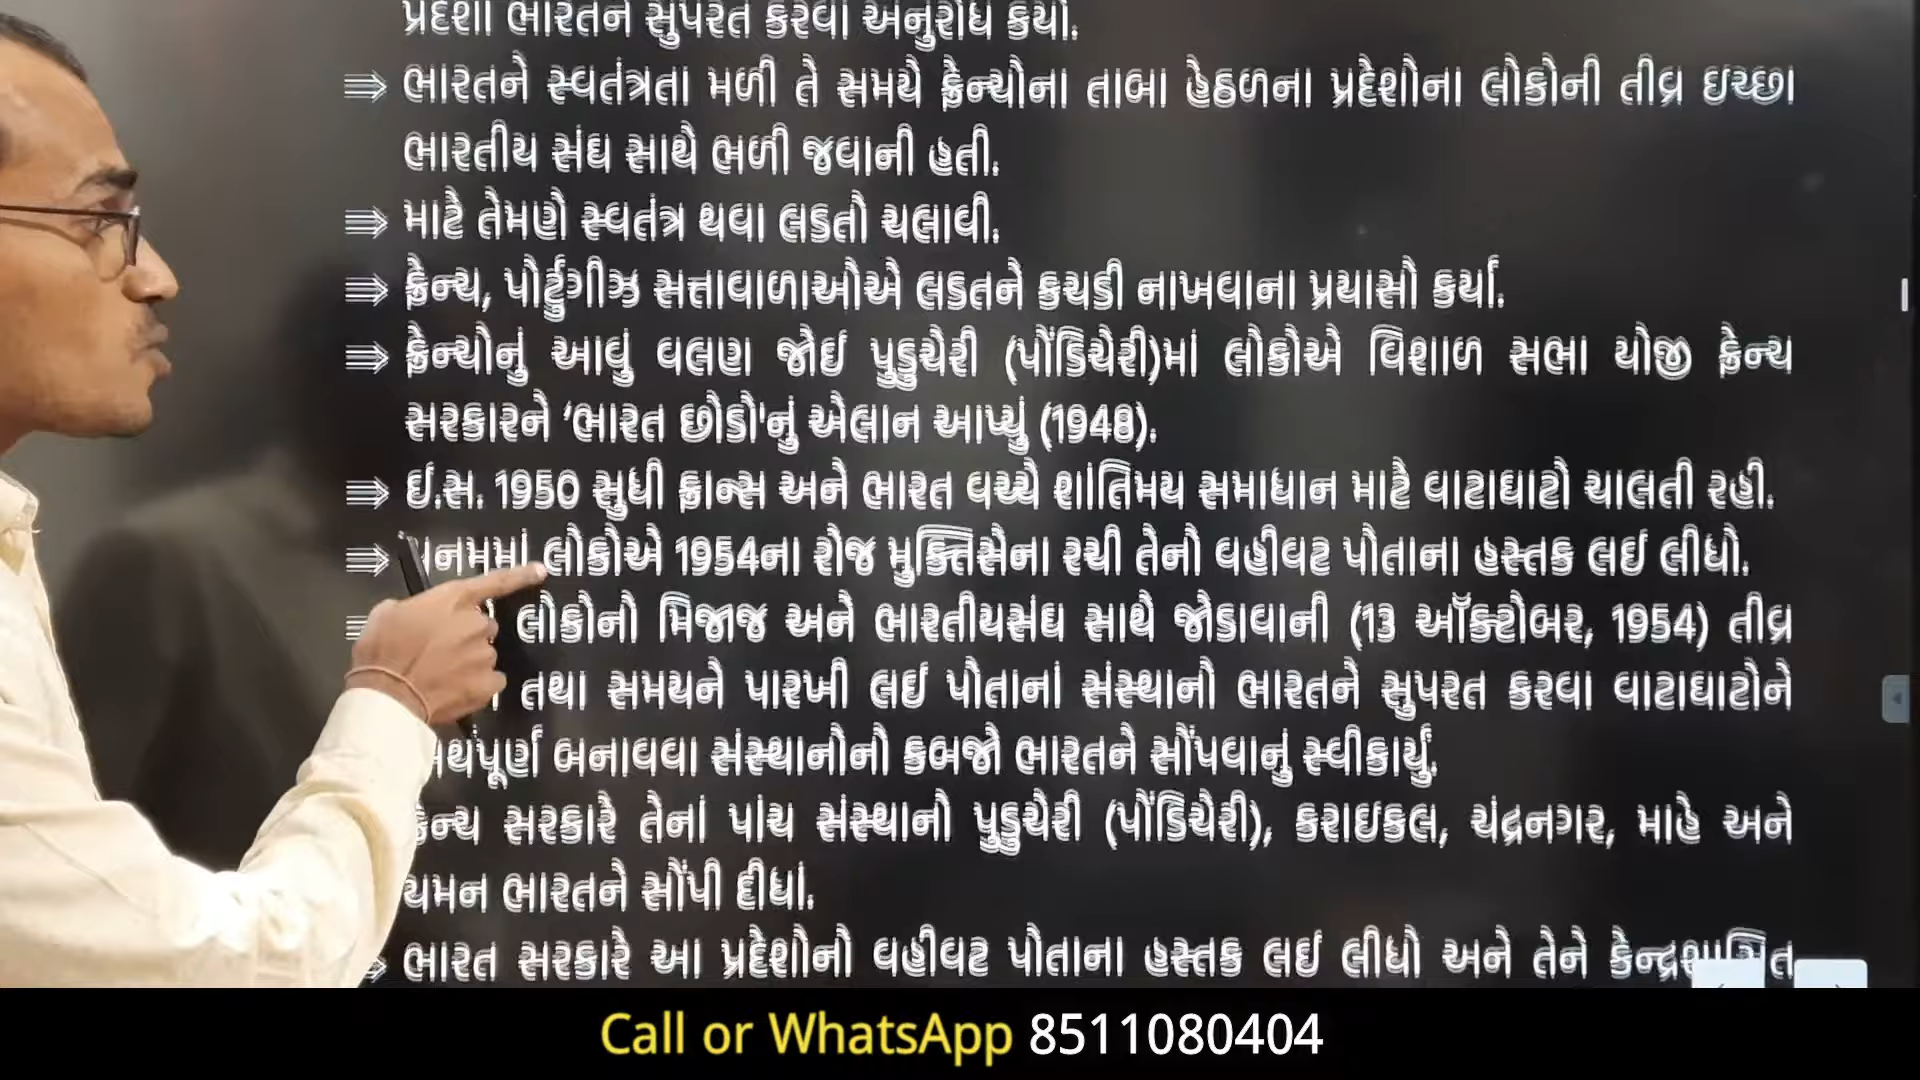 પ્રદેશો ભારતને સુપરત કરવા અનુરોધ કર્યો.
⇛ ભારતને સ્વતંત્રતા મળી તે સમયે ફ્રેન્ચોના તાબા હેઠળના પ્રદેશોના લોકોની તીવ્ર ઇચ્છા
ભારતીય સંઘ સાથે ભળી જવાની હતી.
⇛ માટે તેમણે સ્વતંત્ર થવા લડતો ચલાવી.
⇛ ફ્રેન્ચ, પોર્ટુગીઝ સત્તાવાળાઓએ લડતને કચડી નાખવાના પ્રયાસો કર્યા.
⇛ ફ્રેન્ચોનું આવું વલણ જોઇ પુડુચેરી (પોંડિચેરી)માં લોકોએ વિશાળ સભા યોજી ફ્રેન્ચ
સરકારને ‘ભારત છોડો'નું એલાન આપ્યું (1948).
⇛ ઈ.સ. 1950 સુધી ફ્રાન્સ અને ભારત વચ્ચે શાંતિમય સમાધાન માટે વાટાઘાટો ચાલતી રહી.
⇛ લોકોએ 1954ના રોજ મુક્તિસેના રચી તેનો વહીવટ પોતાના હસ્તક લઈ લીધો.
લોકોનો મિજાજ અને ભારતીયસંઘ સાથે જોડાવાની (13 ઑક્ટોબર, 1954) તીવ્ર
તથા સમયને પારખી લઈ પોતાનાં સંસ્થાનો ભારતને સુપરત કરવા વાટાઘાટોને
બનાવવા સંસ્થાનોનો કબજો ભારતને સોંપવાનું સ્વીકાર્યું.
સરકારે તેનાં પાંચ સંસ્થાનો પુડુચેરી (પોંડિચેરી), કરાઇકલ, ચંદ્રનગર, માહે અને
યમન ભારતને સોંપી દીધાં.
ભારત સરકારે આ પ્રદેશોનો વહીવટ પોતાના હસ્તક લઈ લીધો અને તેને કેન્દ્રશાસિત
Call or WhatsApp 8511080404